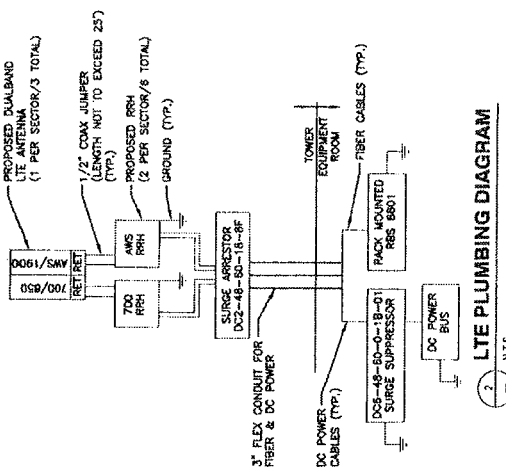 PROPOSED DUALBAND
LTE ANTENNA
(1 PER SECTOR/3 TOTAL)
1/2" COAX JUMPER
(LENGTH NOT TO EXCEED 25')
(TYP.)
PROPOSED RRH
(2 PER SECTOR/6 TOTAL)
GROUND (TYP.)
700/850
AWS/1900
RET
RET
700
RRH
AWS
RRH
SURGE ARRESTOR
DC2-48-60-18-8F
3" FLEX CONDUIT FOR
FIBER & DC POWER
TOWER
EQUIPMENT
ROOM
DC POWER
CABLES (TYP.)
FIBER CABLES (TYP.)
DC6-48-60-0-18-01
SURGE SUPPRESSOR
RACK MOUNTED
RBS 6601
DC POWER
BUS
2
LTE PLUMBING DIAGRAM